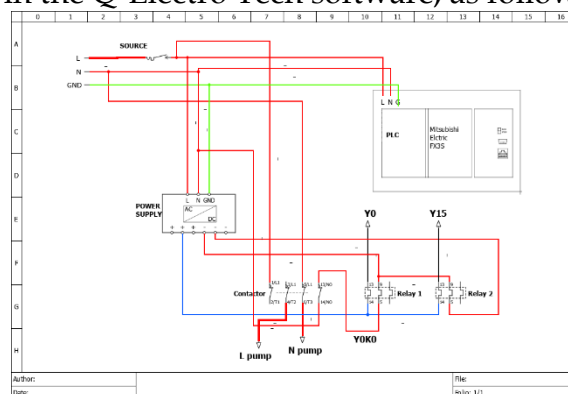 in the Q Electro Tech software, as follow
0 1 2 3 4 5 6 7 8 9 10 11 12 13 14 15 16
A
SOURCE
L
N
B
GND
L N G
C
PLC
Mitsubishi
Elctric
FX3S
D
L N GND
POWER
SUPPLY
AC
DC
E
Y0
Y15
F
Contactor
Relay 1
Relay 2
G
Y0K0
H
L pump
N pump
Author:
File:
Date:
Folio: 1/1